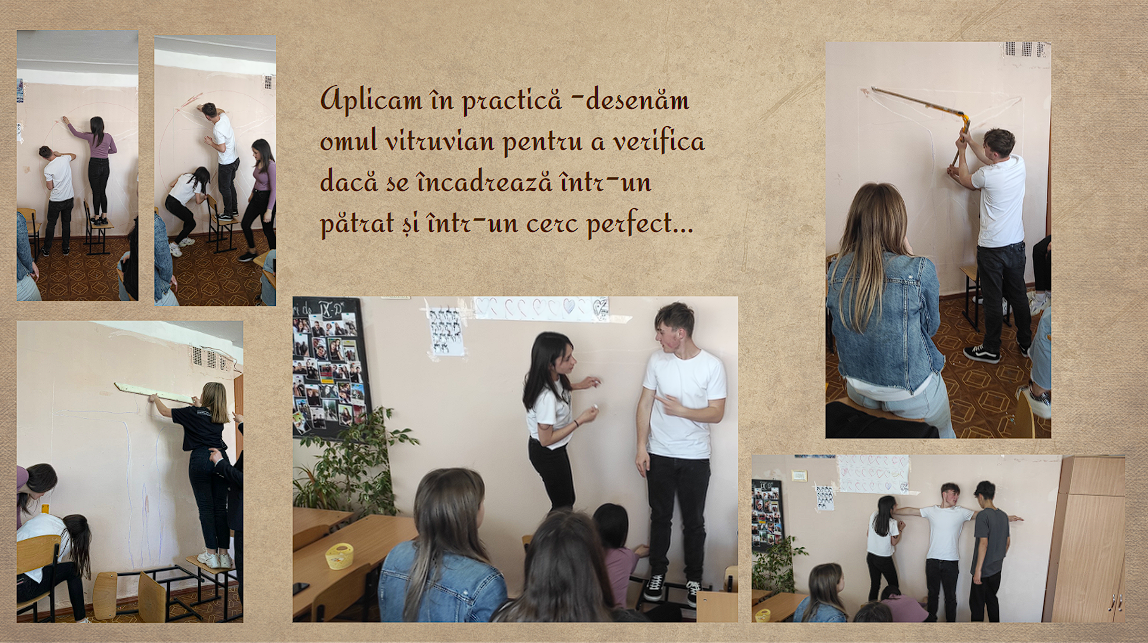 Aplicam în practică -desenăm
omul vitruvian pentru a verifica
dacă se încadrează într-un
pătrat și într-un cerc perfect...
IX-D